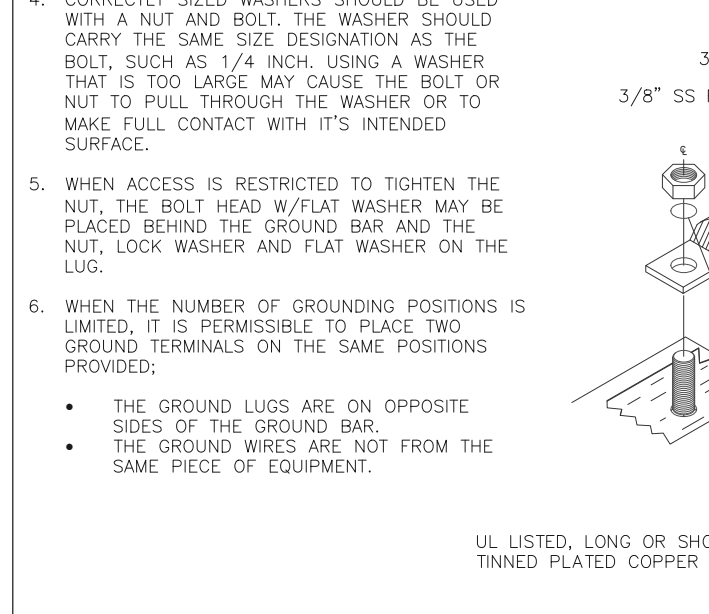 4. CORRECTLY SIZED WASHERS SHOULD BE USED
WITH A NUT AND BOLT. THE WASHER SHOULD
CARRY THE SAME SIZE DESIGNATION AS THE
BOLT, SUCH AS 1/4 INCH. USING A WASHER
THAT IS TOO LARGE MAY CAUSE THE BOLT OR
NUT TO PULL THROUGH THE WASHER OR TO
MAKE FULL CONTACT WITH IT'S INTENDED
SURFACE.
5. WHEN ACCESS IS RESTRICTED TO TIGHTEN THE
NUT, THE BOLT HEAD W/FLAT WASHER MAY BE
PLACED BEHIND THE GROUND BAR AND THE
NUT, LOCK WASHER AND FLAT WASHER ON THE
LUG.
6. WHEN THE NUMBER OF GROUNDING POSITIONS IS
LIMITED, IT IS PERMISSIBLE TO PLACE TWO
GROUND TERMINALS ON THE SAME POSITIONS
PROVIDED;
• THE GROUND LUGS ARE ON OPPOSITE
SIDES OF THE GROUND BAR.
• THE GROUND WIRES ARE NOT FROM THE
SAME PIECE OF EQUIPMENT.
3/8" SS
℄
UL LISTED, LONG OR
TINNED PLATED COPPER